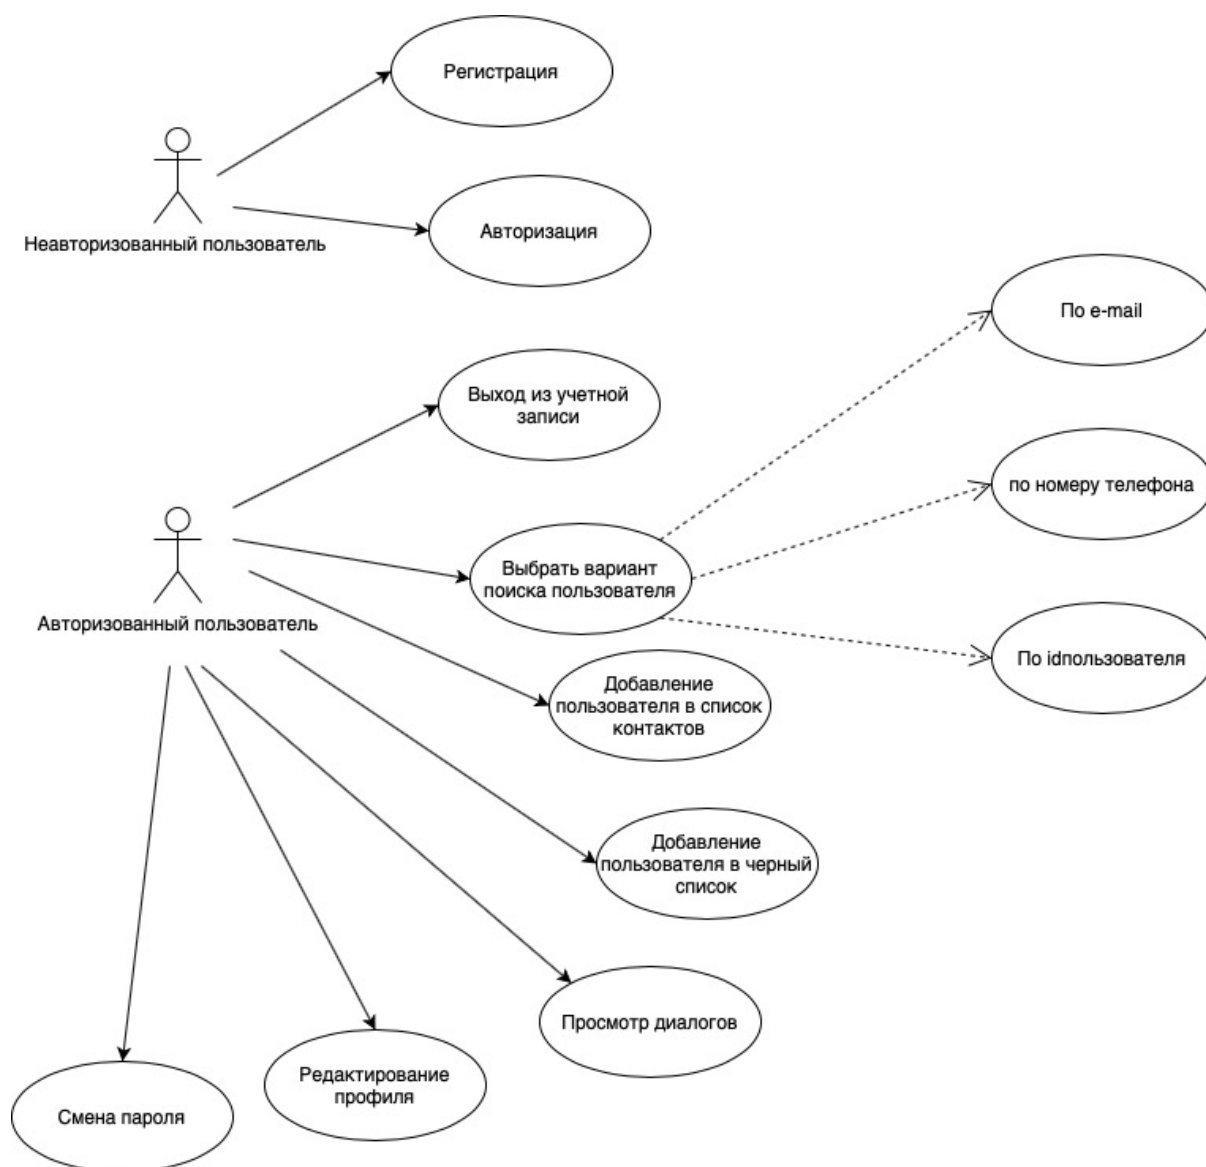 Регистрация
Неавторизованный пользователь
Авторизация
По e-mail
Выход из учетной
записи
по номеру телефона
Авторизованный пользователь
Выбрать вариант
поиска пользователя
По idпользователя
Добавление
пользователя в список
контактов
Добавление
пользователя в черный
список
Просмотр диалогов
Редактирование
профиля
Смена пароля